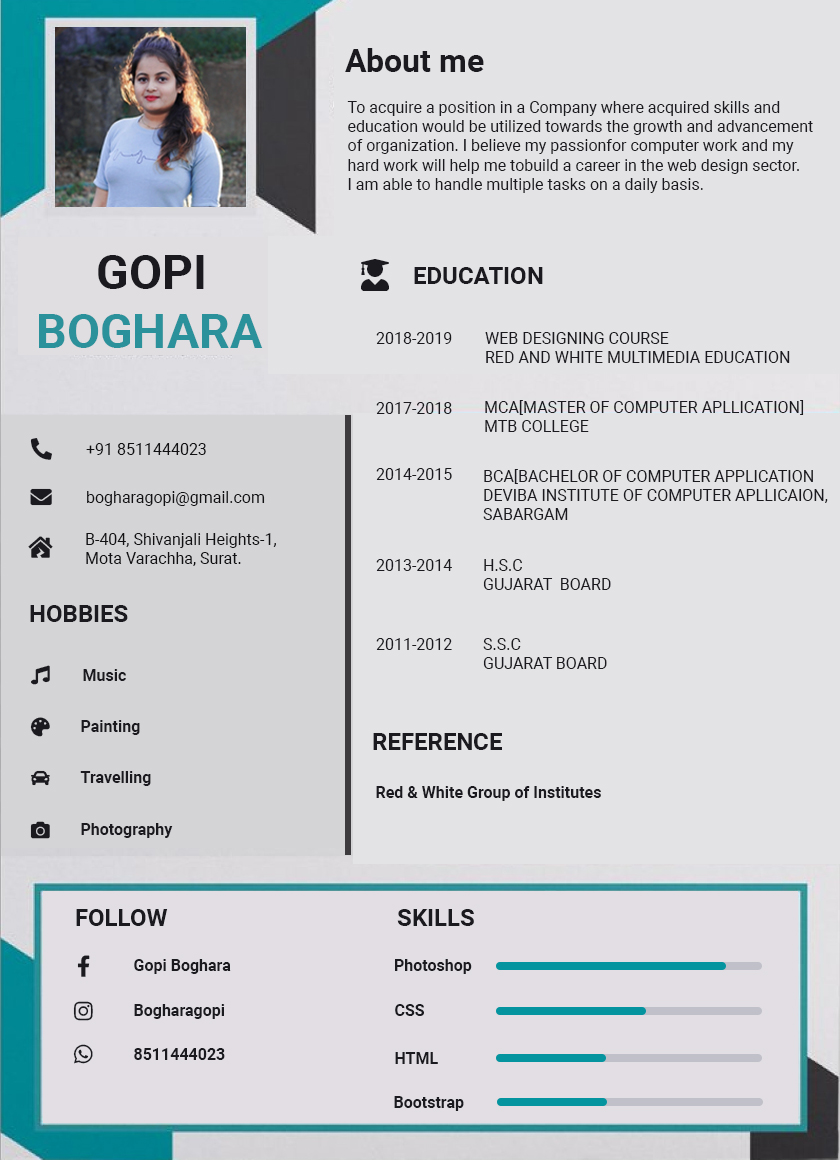 About me
To acquire a position in a Company where acquired skills and
education would be utilized towards the growth and advancement
of organization. I believe my passionfor computer work and my
hard work will help me tobuild a career in the web design sector.
I am able to handle multiple tasks on a daily basis.
GOPI
BOGHARA
+91 8511444023
bogharagopi@gmail.com
B-404, Shivanjali Heights-1,
Mota Varachha, Surat.
HOBBIES
Music
Painting
Travelling
Photography
EDUCATION
2018-2019 WEB DESIGNING COURSE
RED AND WHITE MULTIMEDIA EDUCATION
2017-2018 MCA[MASTER OF COMPUTER APLLICATION]
MTB COLLEGE
2014-2015 BCA[BACHELOR OF COMPUTER APPLICATION
DEVIBA INSTITUTE OF COMPUTER APLLICAION,
SABARGAM
2013-2014 H.S.C
GUJARAT  BOARD
2011-2012 S.S.C
GUJARAT BOARD
REFERENCE
Red & White Group of Institutes
FOLLOW
Gopi Boghara
Bogharagopi
8511444023
SKILLS
Photoshop
CSS
HTML
Bootstrap